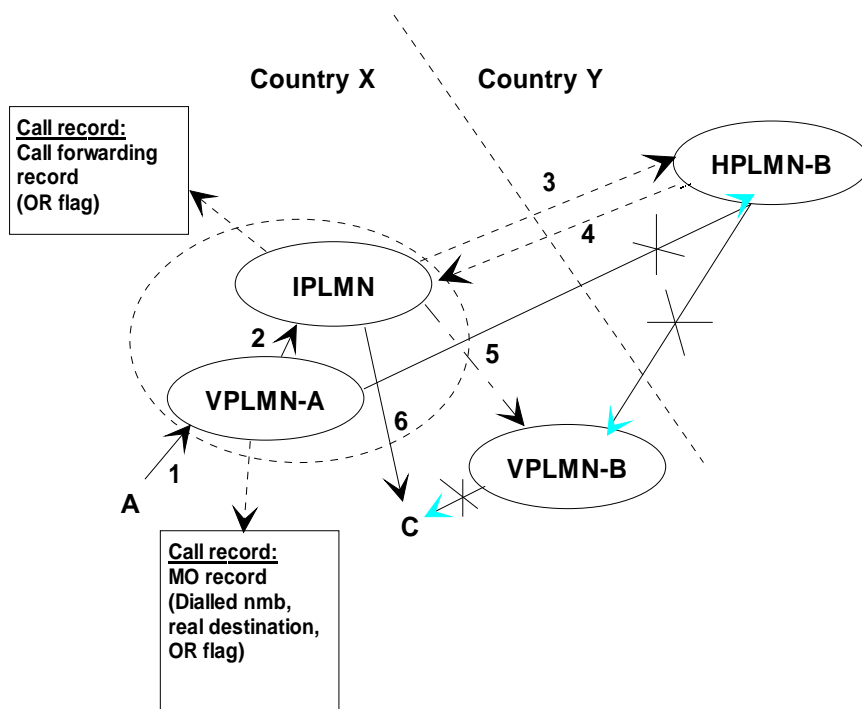 Country X
Country Y
Call record:
Call forwarding
record
(OR flag)
HPLMN-B
3
4
IPLMN
2
5
VPLMN-A
6
1
VPLMN-B
A
C
Call record:
MO record
(Dialled nmb,
real destination,
OR flag)